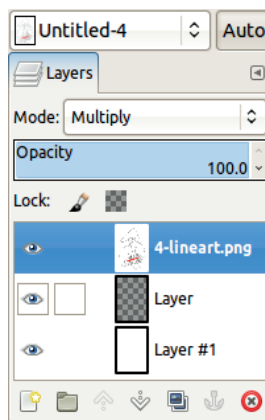 Untitled-4
Auto
Layers
Mode: Multiply
Opacity
100.0
Lock:
4-lineart.png
Layer
Layer #1